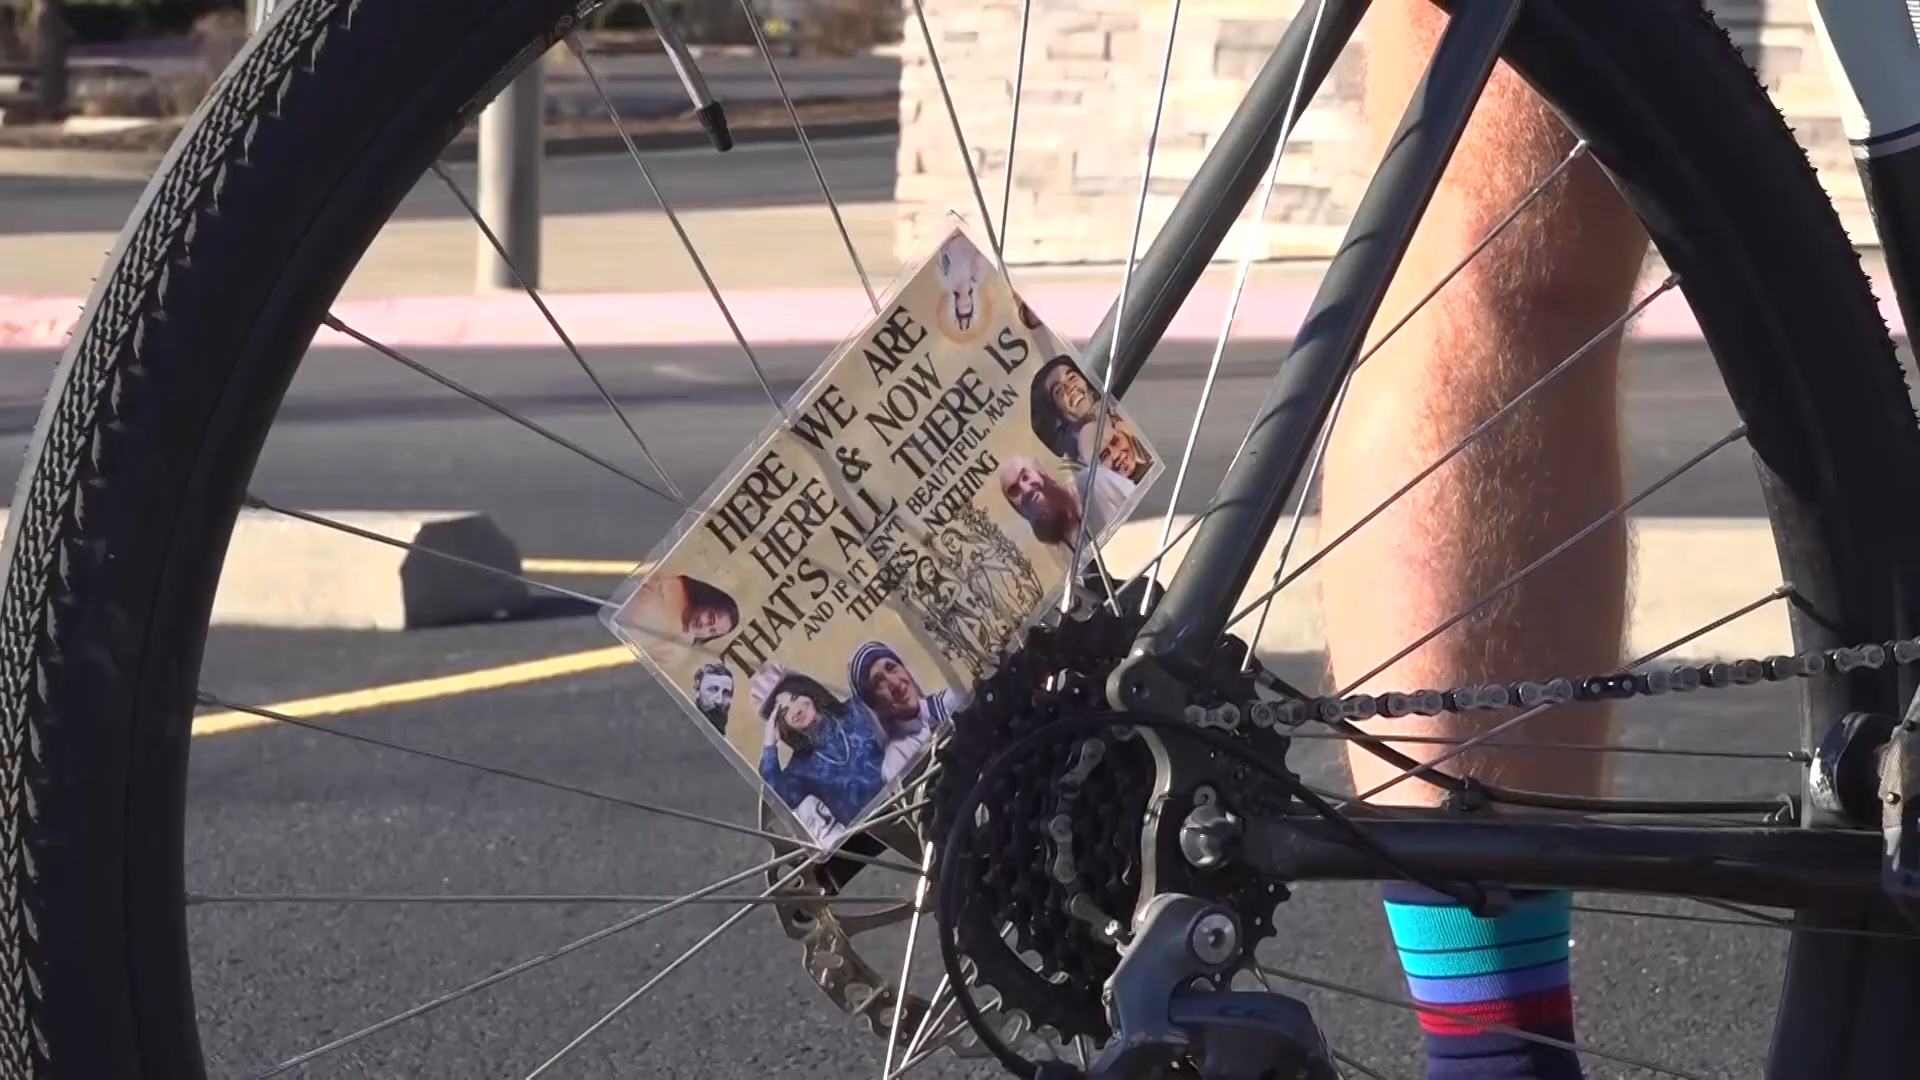 HERE WE ARE
HERE & NOW
THAT'S ALL THERE IS
AND IF IT ISN'T BEAUTIFUL, MAN
THERE'S NOTHING